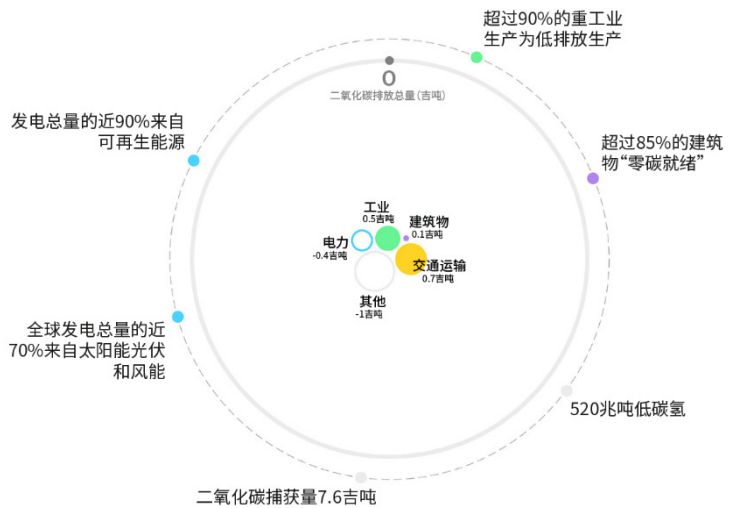 超过90%的重工业
生产为低排放生产
0
二氧化碳排放总量（吉吨）
发电总量的近90%来自
可再生能源
超过85%的建筑
物“零碳就绪”
工业
0.5吉吨
建筑物
0.1吉吨
电力
-0.4吉吨
交通运输
0.7吉吨
其他
-1吉吨
全球发电总量的近
70%来自太阳能光伏
和风能
520兆吨低碳氢
二氧化碳捕获量7.6吉吨